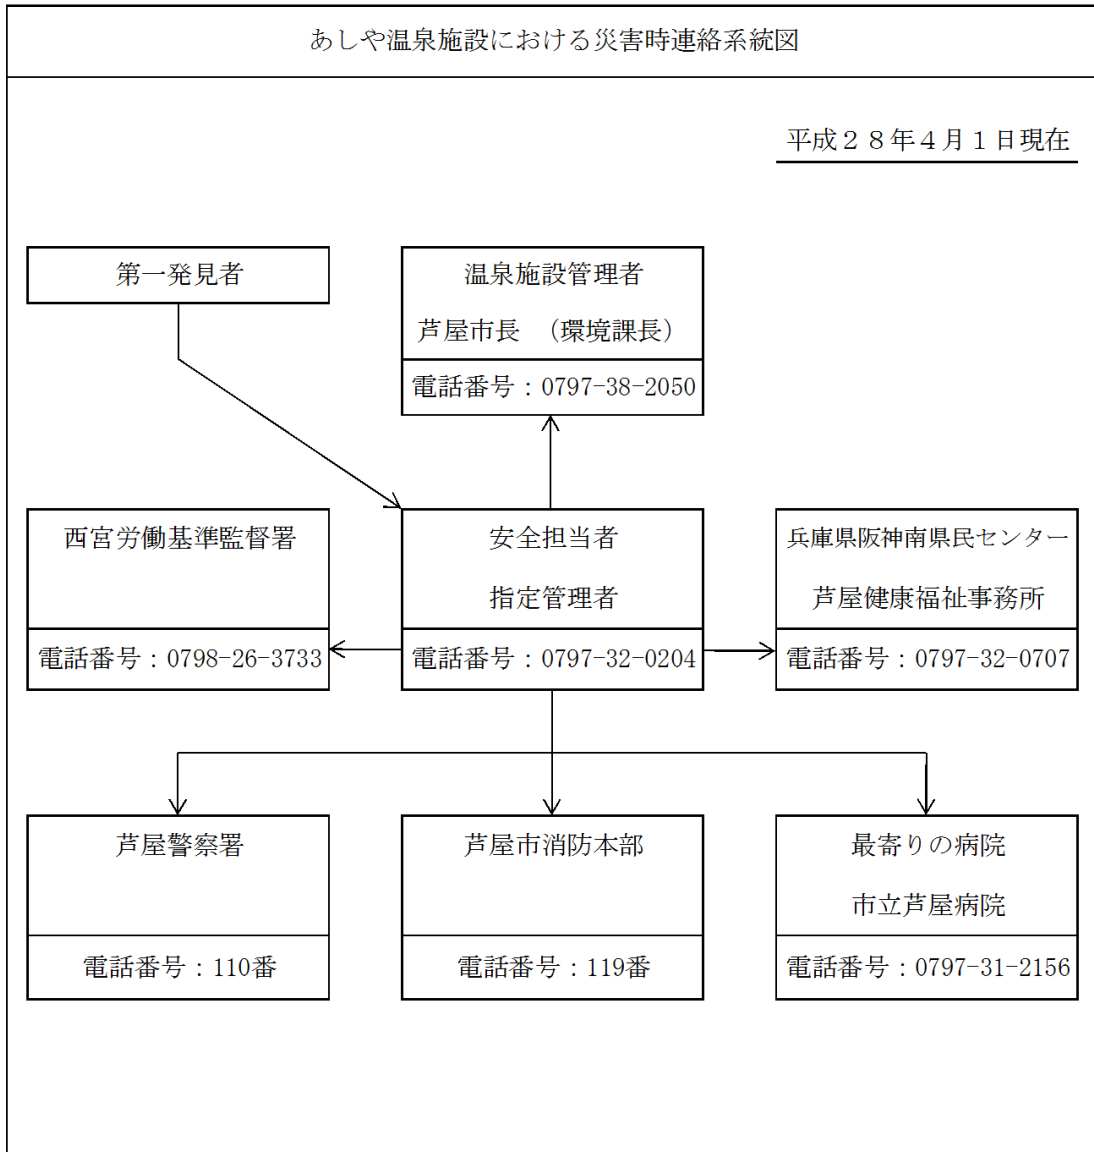 あしや温泉施設における災害時連絡系統図
平成２８年４月１日現在
第一発見者
温泉施設管理者
芦屋市長　（環境課長）
電話番号：0797-38-2050
西宮労働基準監督署
電話番号：0798-26-3733
安全担当者
指定管理者
電話番号：0797-32-0204
兵庫県阪神南県民センター
芦屋健康福祉事務所
電話番号：0797-32-0707
芦屋警察署
電話番号：110番
芦屋市消防本部
電話番号：119番
最寄りの病院
市立芦屋病院
電話番号：0797-31-2156